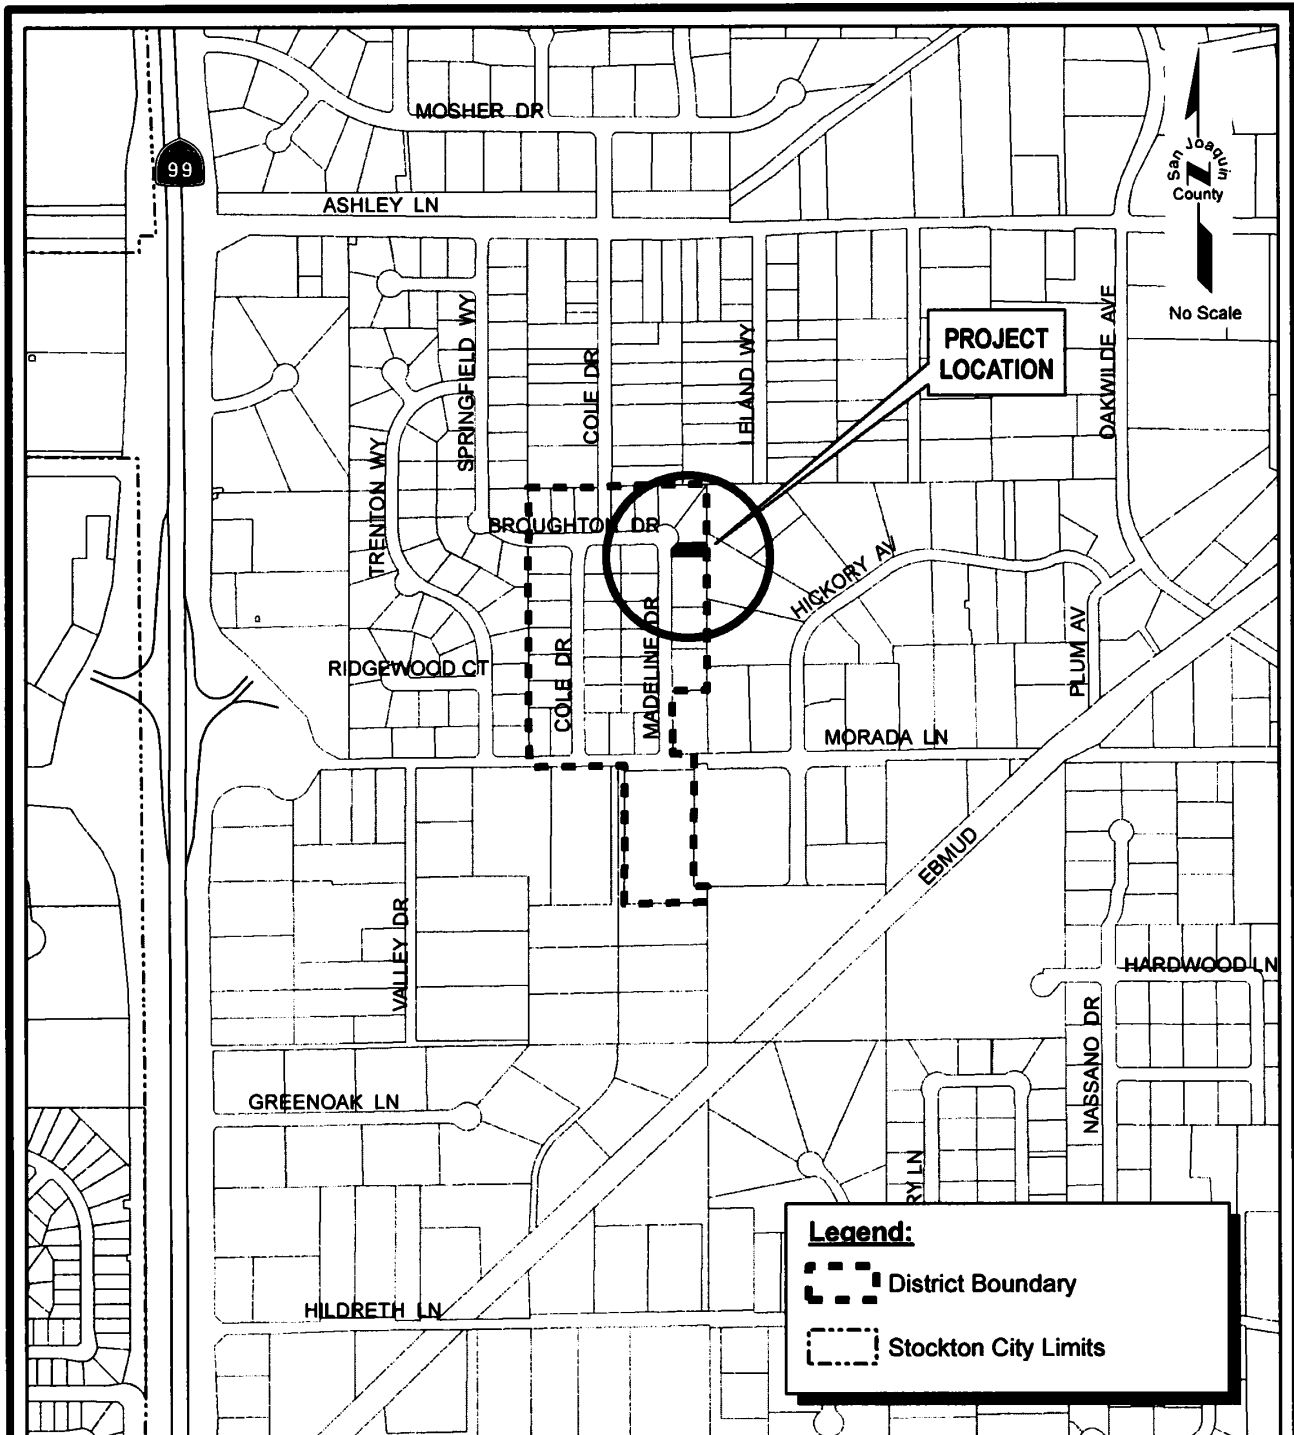 MOSHER DR
99
San Joaquin
County
ASHLEY LN
No Scale
PROJECT
LOCATION
SPRINGFIELD WY
COLE DR
LELAND WY
OAKWILDE AVE
TRENTON WY
BROUGHTON DR
HICKORY AV
RIDGEWOOD CT
COLE DR
MADELINE DR
PLUM AV
MORADA LN
EBMUD
VALLEY DR
HARDWOOD LN
NASSANO DR
GREENOAK LN
RY LN
HILDRETH LN
Legend:
District Boundary
Stockton City Limits